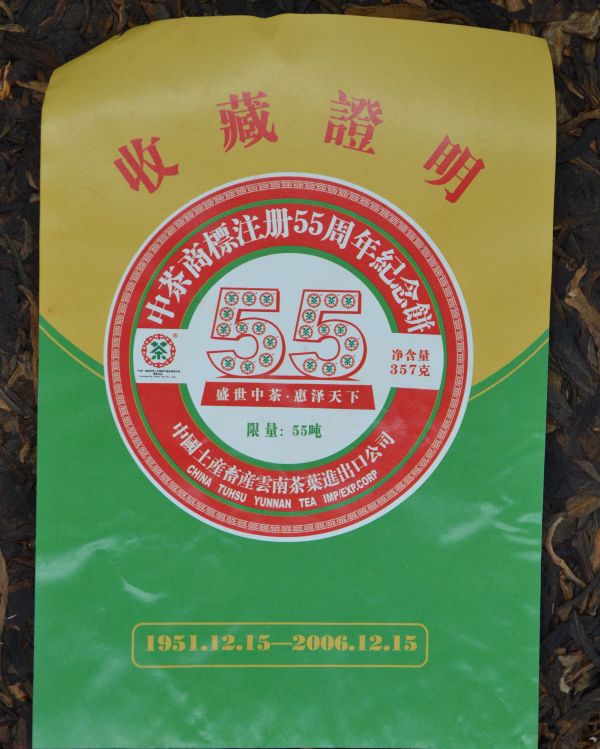 收藏證明
中茶商標注册55周年紀念餅
55
茶
®
净含量
357克
盛世中茶·惠泽天下
限量：55吨
中國土産畜産雲南茶葉進出口公司
CHINA TUHSU YUNNAN TEA IMP/EXP.CORP
1951.12.15—2006.12.15